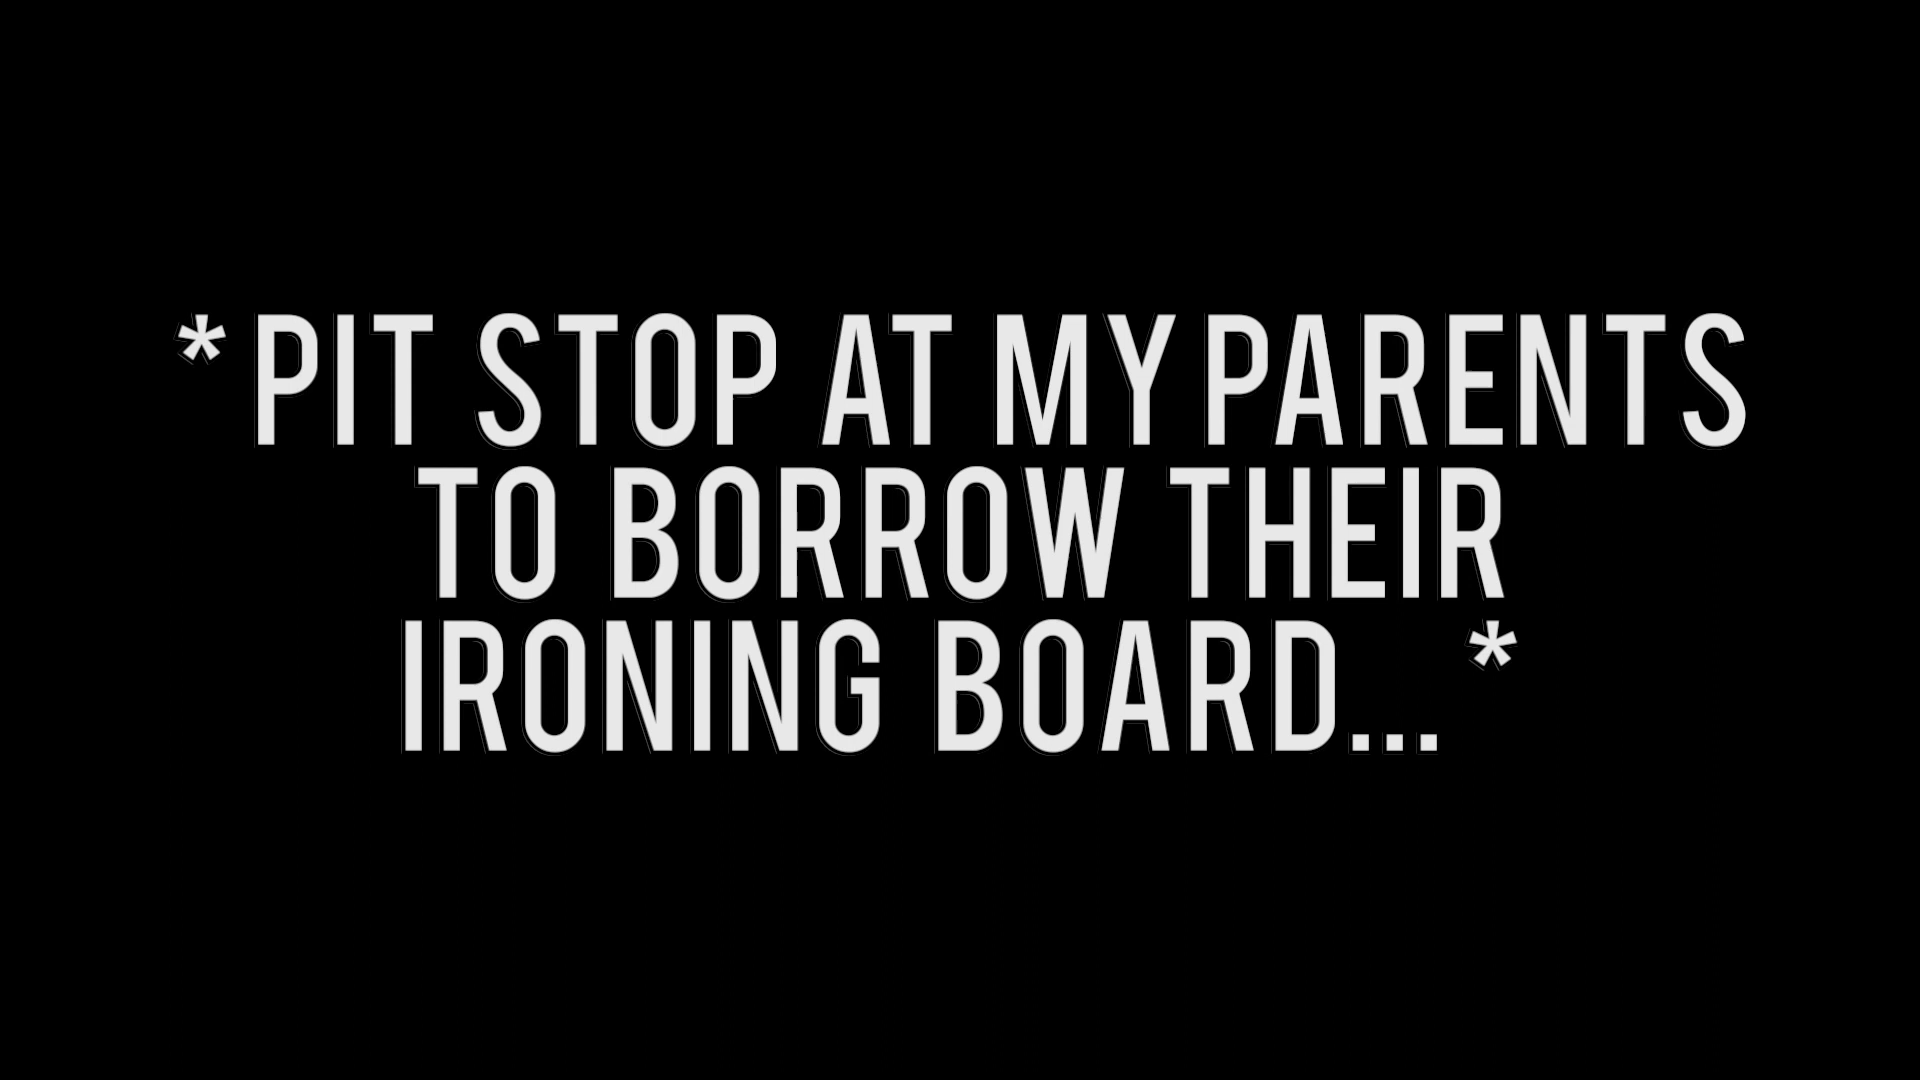 *PIT STOP AT MY PARENTS
TO BORROW THEIR
IRONING BOARD...*